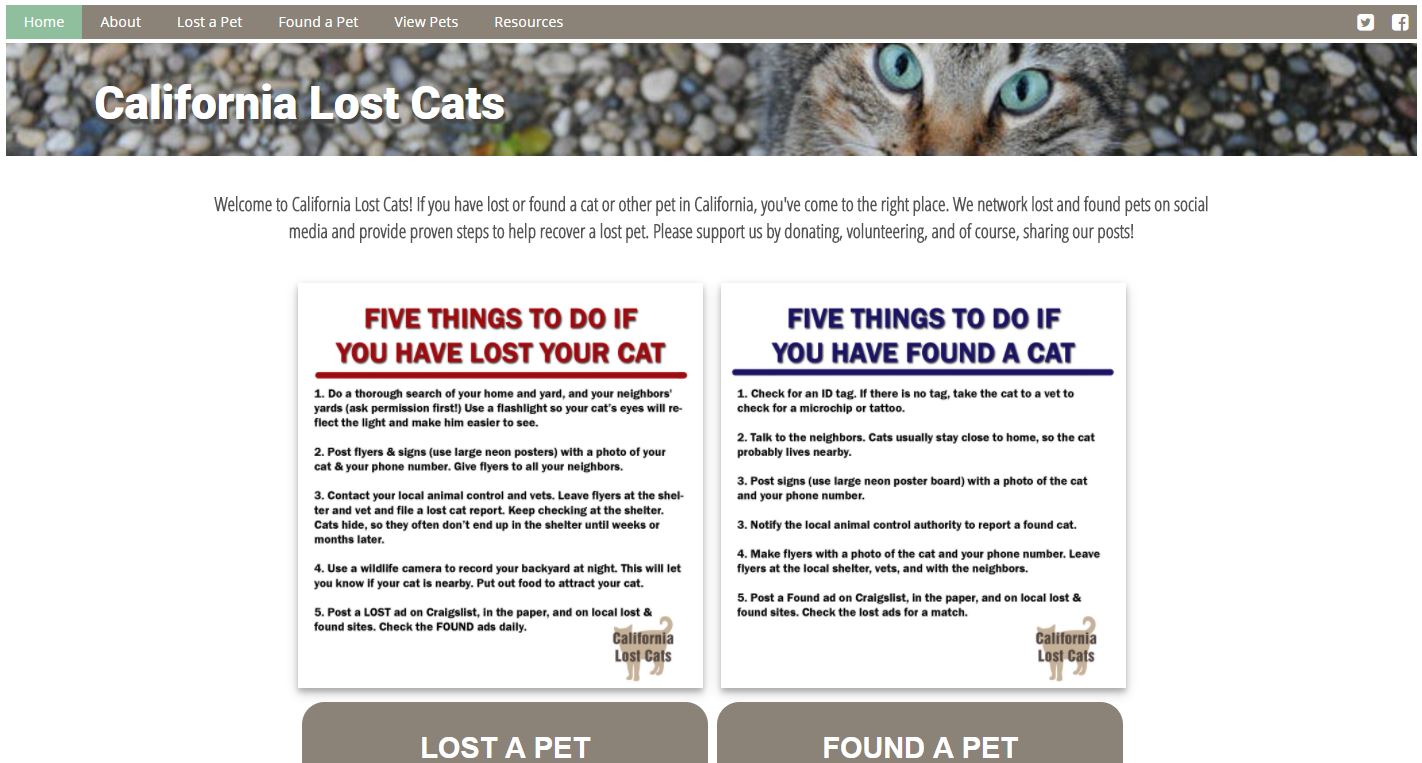 Home About Lost a Pet Found a Pet View Pets Resources
California Lost Cats
Welcome to California Lost Cats! If you have lost or found a cat or other pet in California, you've come to the right place. We network lost and found pets on social
media and provide proven steps to help recover a lost pet. Please support us by donating, volunteering, and of course, sharing our posts!
FIVE THINGS TO DO IF
YOU HAVE LOST YOUR CAT
1. Do a thorough search of your home and yard, and your neighbors'
yards (ask permission first!) Use a flashlight so your cat's eyes will re-
flect the light and make him easier to see.
2. Post flyers & signs (use large neon posters) with a photo of your
cat & your phone number. Give flyers to all your neighbors.
3. Contact your local animal control and vets. Leave flyers at the shel-
ter and vet and file a lost cat report. Keep checking at the shelter.
Cats hide, so they often don't end up in the shelter until weeks or
months later.
4. Use a wildlife camera to record your backyard at night. This will let
you know if your cat is nearby. Put out food to attract your cat.
5. Post a LOST ad on Craigslist, in the paper, and on local lost &
found sites. Check the FOUND ads daily.
California
Lost Cats
FIVE THINGS TO DO IF
YOU HAVE FOUND A CAT
1. Check for an ID tag. If there is no tag, take the cat to a vet to
check for a microchip or tattoo.
2. Talk to the neighbors. Cats usually stay close to home, so the cat
probably lives nearby.
3. Post signs (use large neon poster board) with a photo of the cat
and your phone number.
3. Notify the local animal control authority to report a found cat.
4. Make flyers with a photo of the cat and your phone number. Leave
flyers at the local shelter, vets, and with the neighbors.
5. Post a Found ad on Craigslist, in the paper, and on local lost &
found sites. Check the lost ads for a match.
California
Lost Cats
LOST A PET
FOUND A PET